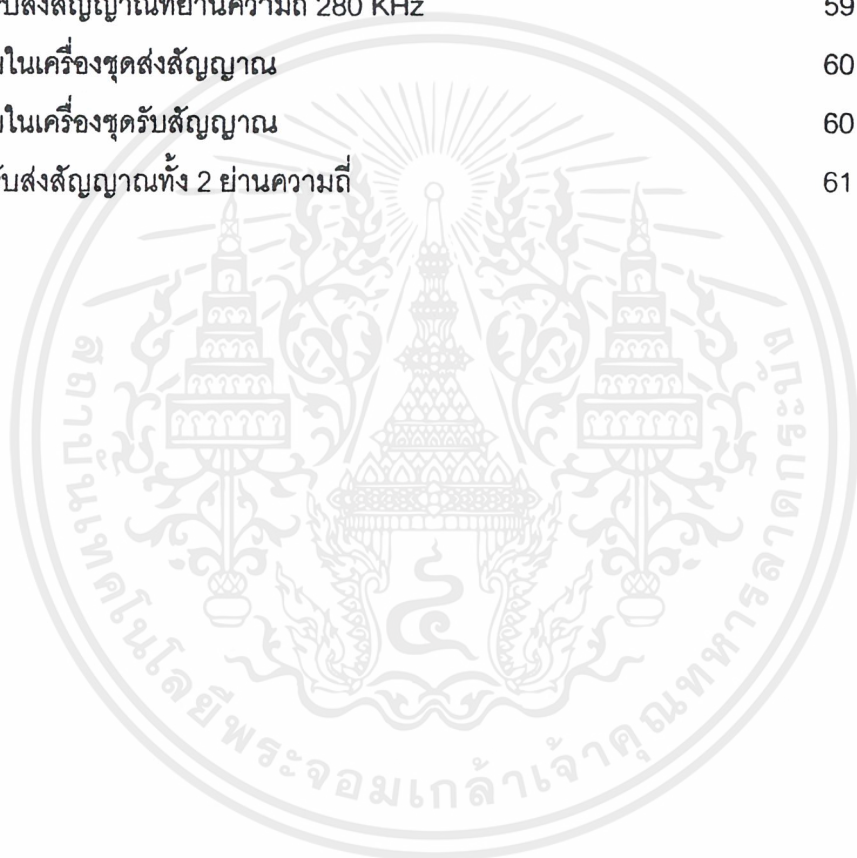 บส่งสัญญาณที่ย่านความถี่ 280 KHz 59
ในเครื่องชุดส่งสัญญาณ 60
ในเครื่องชุดรับสัญญาณ 60
บส่งสัญญาณทั้ง 2 ย่านความถี่ 61
สถาบันเทคโนโลยีพระจอมเกล้าเจ้าคุณทหารลาดกระบัง